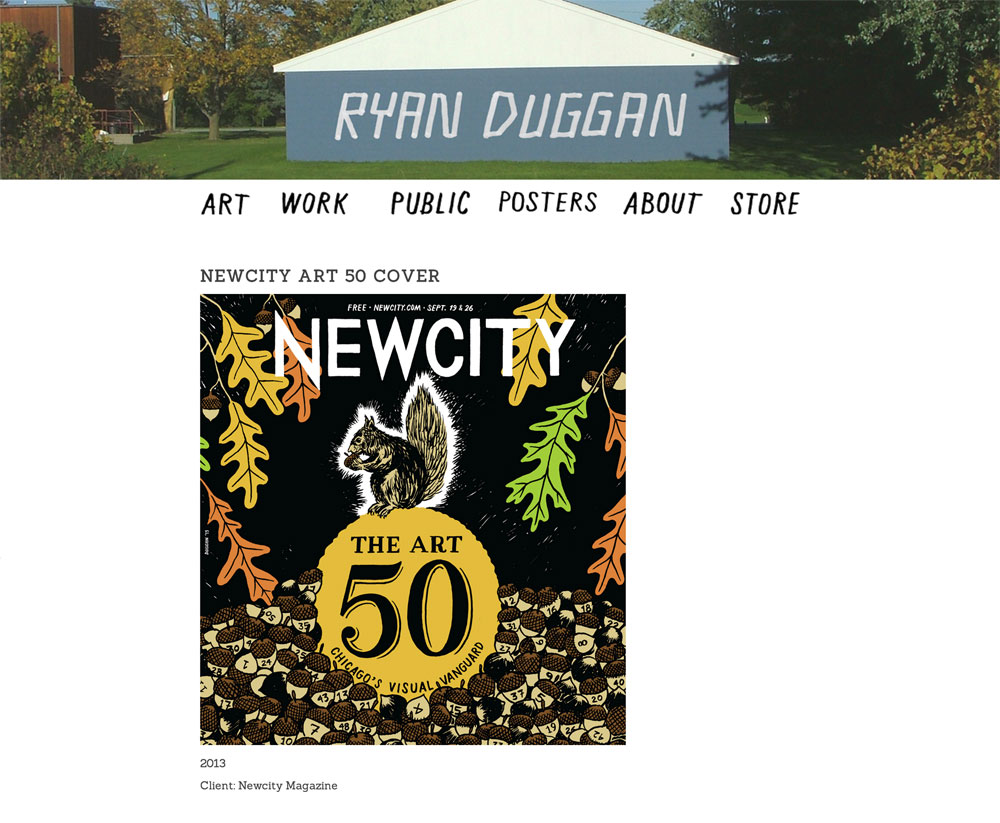 RYAN DUGGAN
ART WORK PUBLIC POSTERS ABOUT STORE
NEWCITY ART 50 COVER
FREE · NEWCITY.COM · SEPT. 19 & 26
NEWCITY
THE ART
50
CHICAGO'S VISUAL VANGUARD
2013
Client: Newcity Magazine